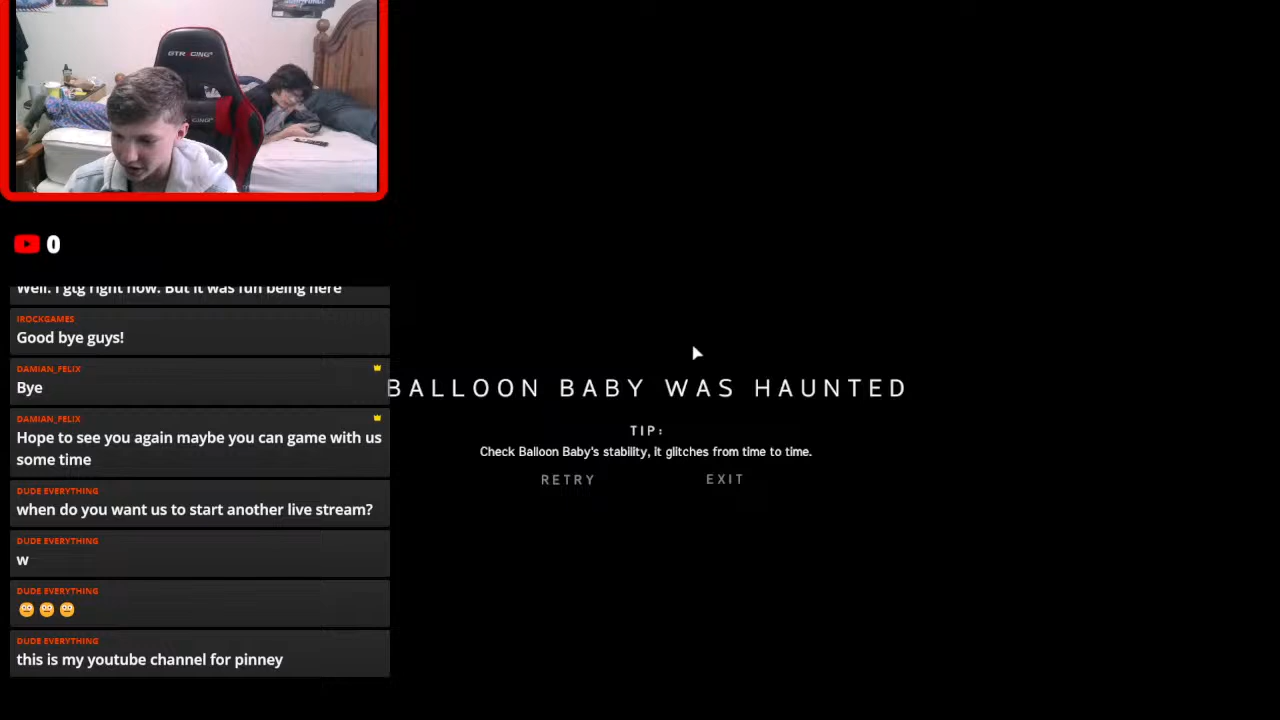 GTRACING
0
Well. I gtg right now. But it was fun being here
IROCKGAMES
Good bye guys!
DAMIAN_FELIX
Bye
DAMIAN_FELIX
Hope to see you again maybe you can game with us
some time
DUDE EVERYTHING
when do you want us to start another live stream?
DUDE EVERYTHING
w
DUDE EVERYTHING
😳 😳 😳
DUDE EVERYTHING
this is my youtube channel for pinney
BALLOON BABY WAS HAUNTED
TIP:
Check Balloon Baby's stability, it glitches from time to time.
RETRY EXIT